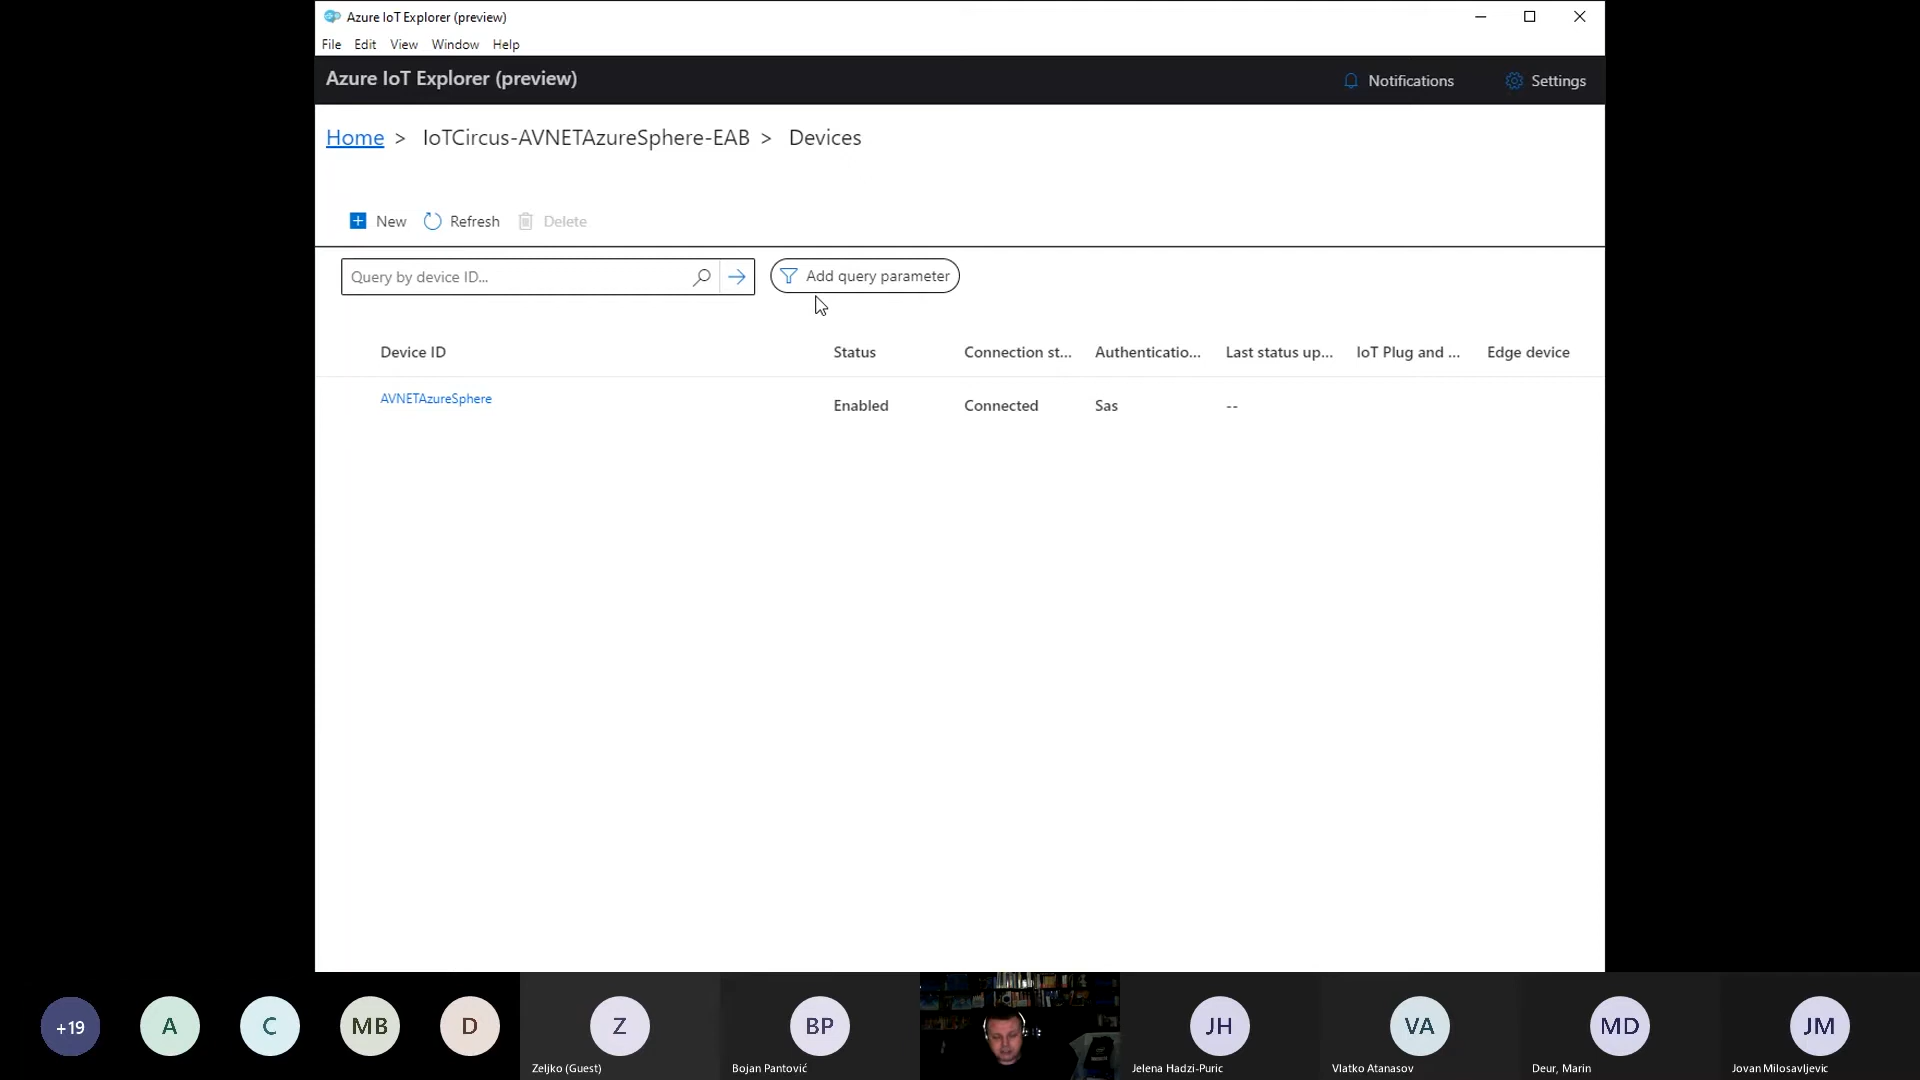 Azure IoT Explorer (preview)
File Edit View Window Help
Azure IoT Explorer (preview)
Notifications
Settings
Home > IoTCircus-AVNETAzureSphere-EAB > Devices
New
Refresh
Delete
Query by device ID...
Add query parameter
Device ID
Status
Connection st...
Authenticatio...
Last status up...
IoT Plug and ...
Edge device
AVNETAzureSphere
Enabled
Connected
Sas
--
+19
A
C
MB
D
Z
BP
JH
VA
MD
JM
Zeljko (Guest)
Bojan Pantović
Jelena Hadzi-Puric
Vlatko Atanasov
Deur, Marin
Jovan Milosavljevic